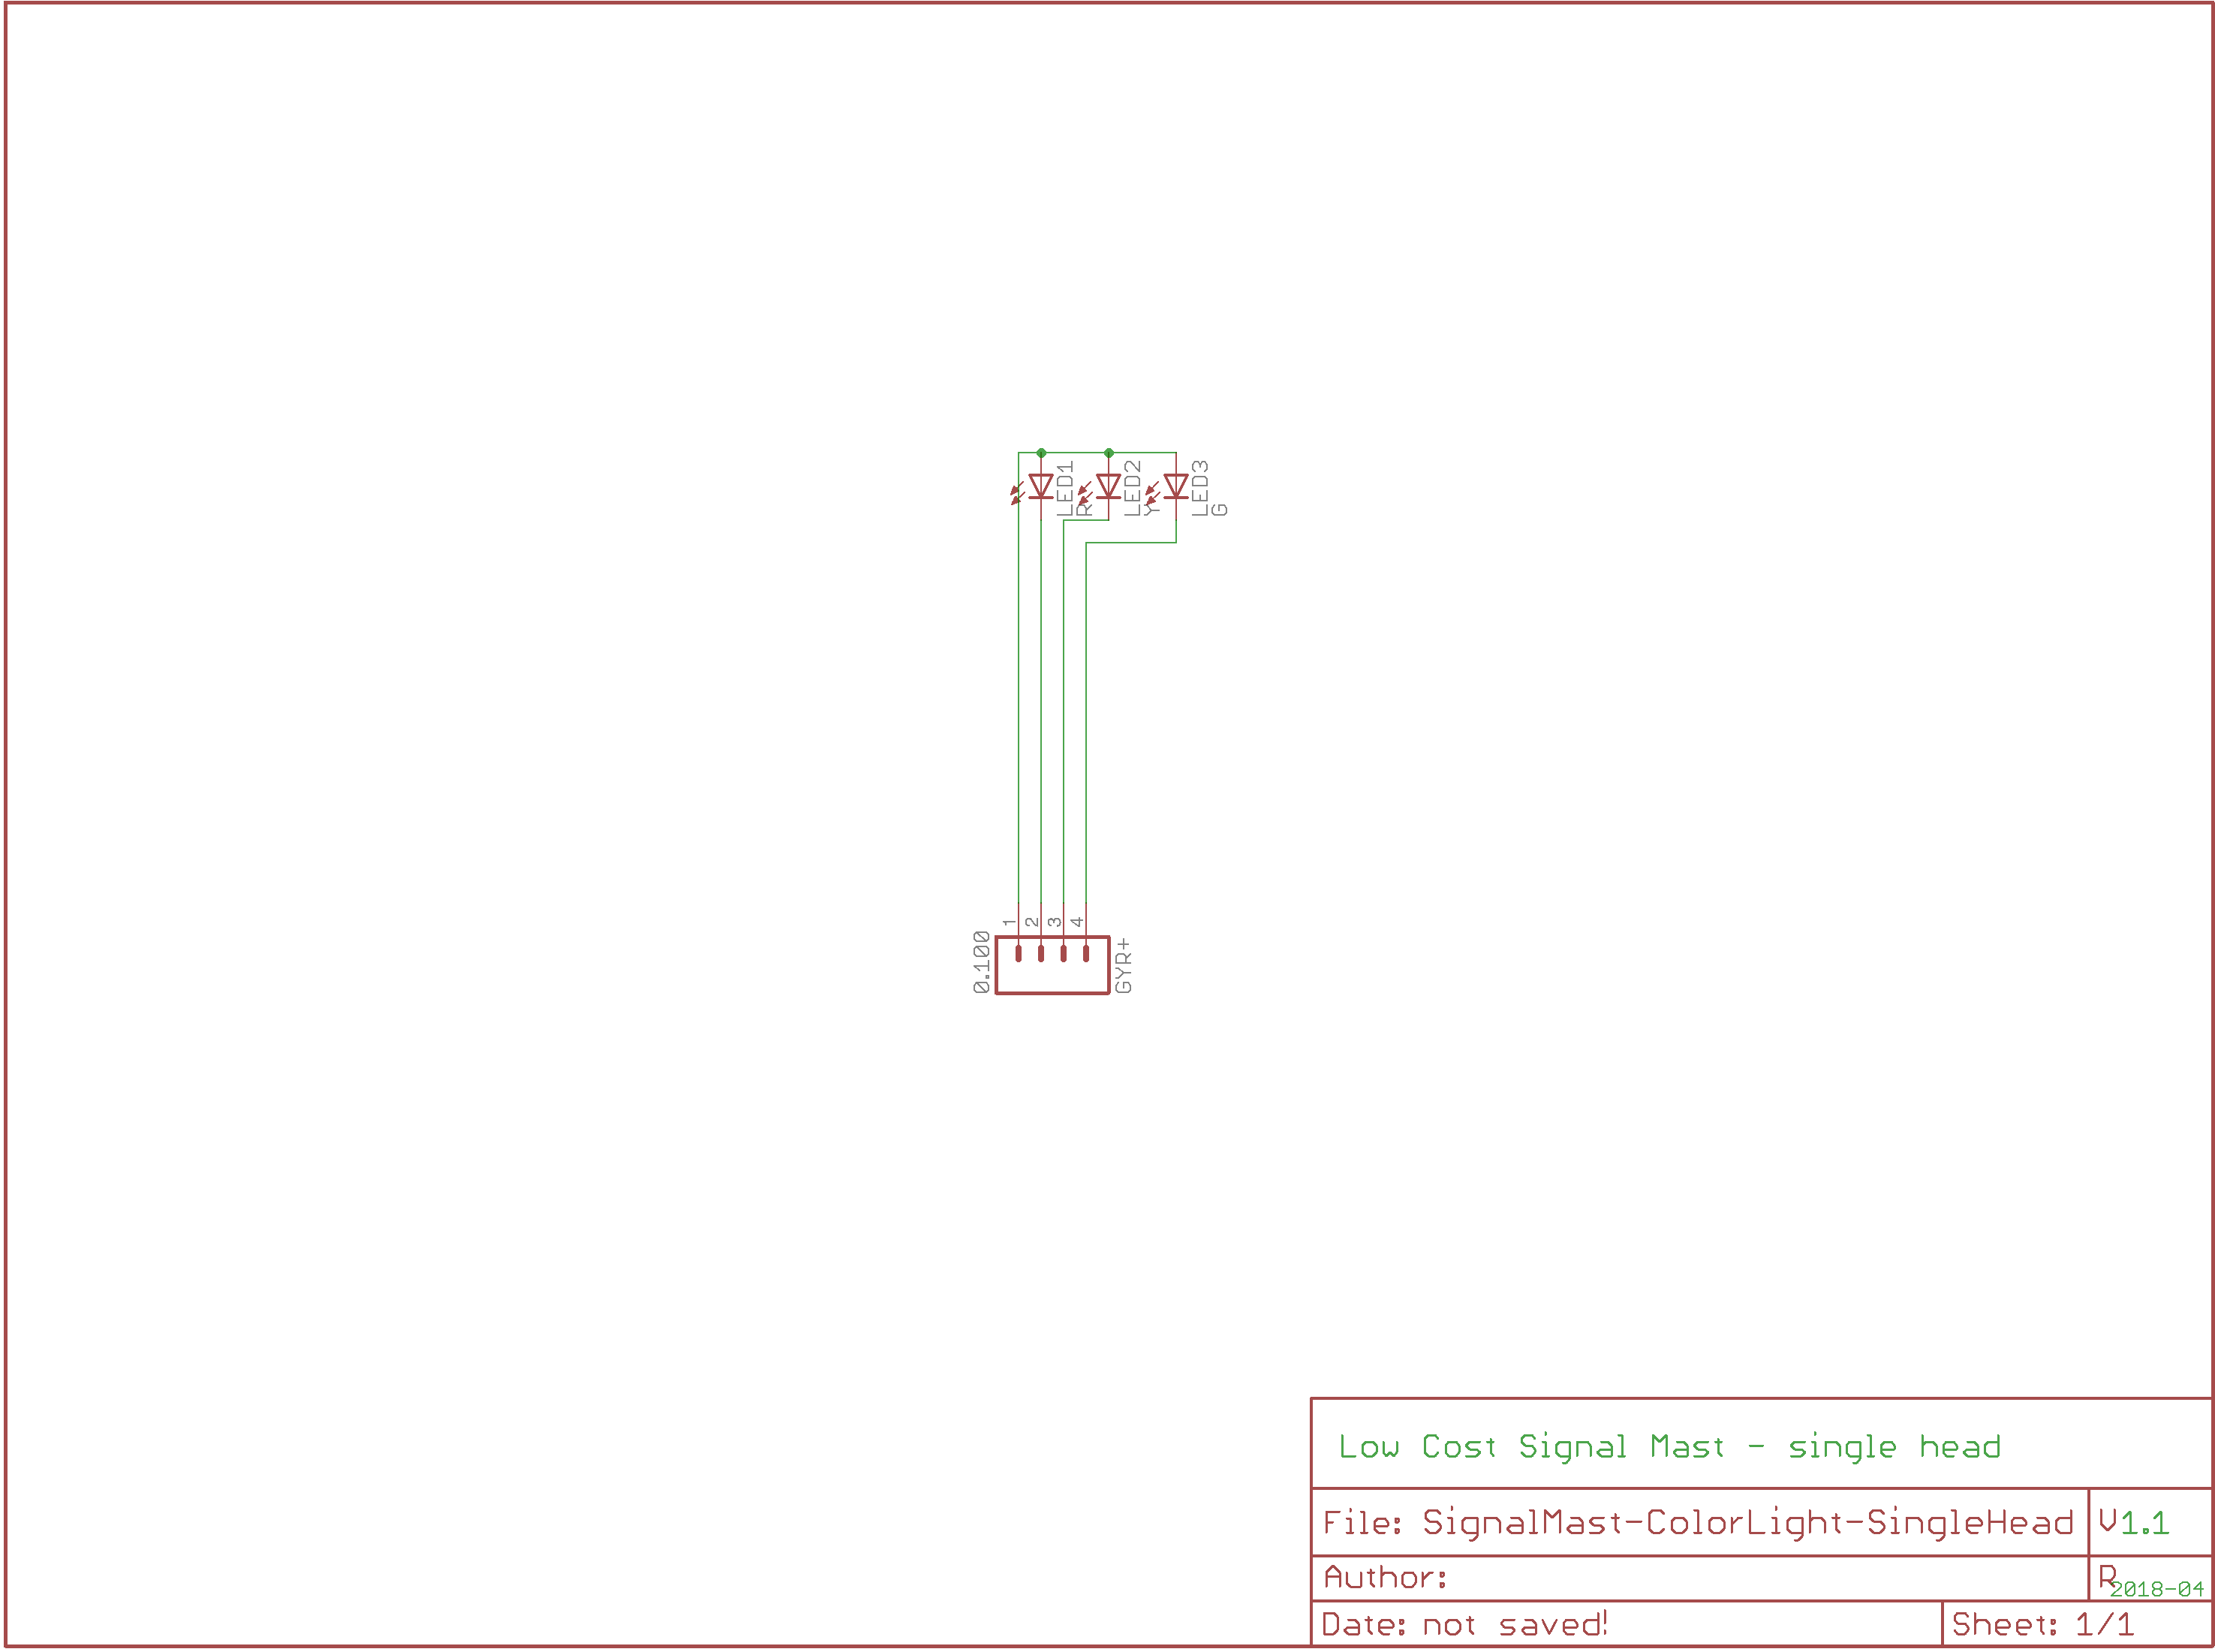 LED1
R
LED2
Y
LED3
G
1
2
3
4
0.100
GYR+
Low Cost Signal Mast - single head
File: SignalMast-ColorLight-SingleHead
V1.1
Author:
R2018-04
Date: not saved!
Sheet: 1/1